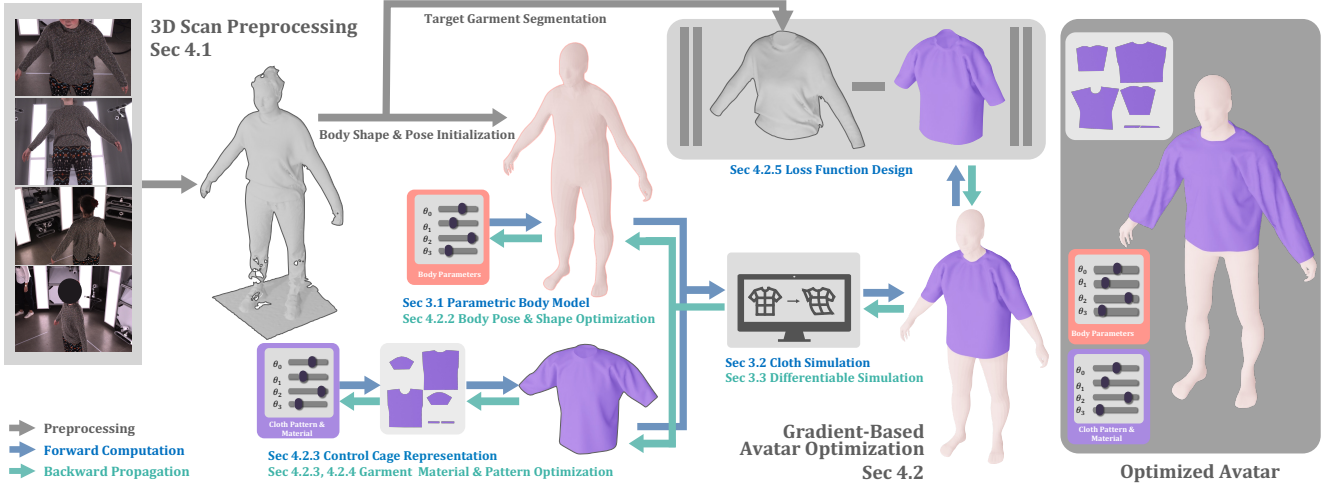 Target Garment Segmentation
3D Scan Preprocessing
Sec 4.1
Body Shape & Pose Initialization
Sec 4.2.5 Loss Function Design
θ0
θ1
θ2
θ3
Body Parameters
Sec 3.1 Parametric Body Model
Sec 4.2.2 Body Pose & Shape Optimization
Sec 3.2 Cloth Simulation
Sec 3.3 Differentiable Simulation
θ0
θ1
θ2
θ3
Cloth Pattern &
Material
Sec 4.2.3 Control Cage Representation
Sec 4.2.3, 4.2.4 Garment Material & Pattern Optimization
Preprocessing
Forward Computation
Backward Propagation
Gradient-Based
Avatar Optimization
Sec 4.2
θ0
θ1
θ2
θ3
Body Parameters
θ0
θ1
θ2
θ3
Cloth Pattern &
Material
Optimized Avatar